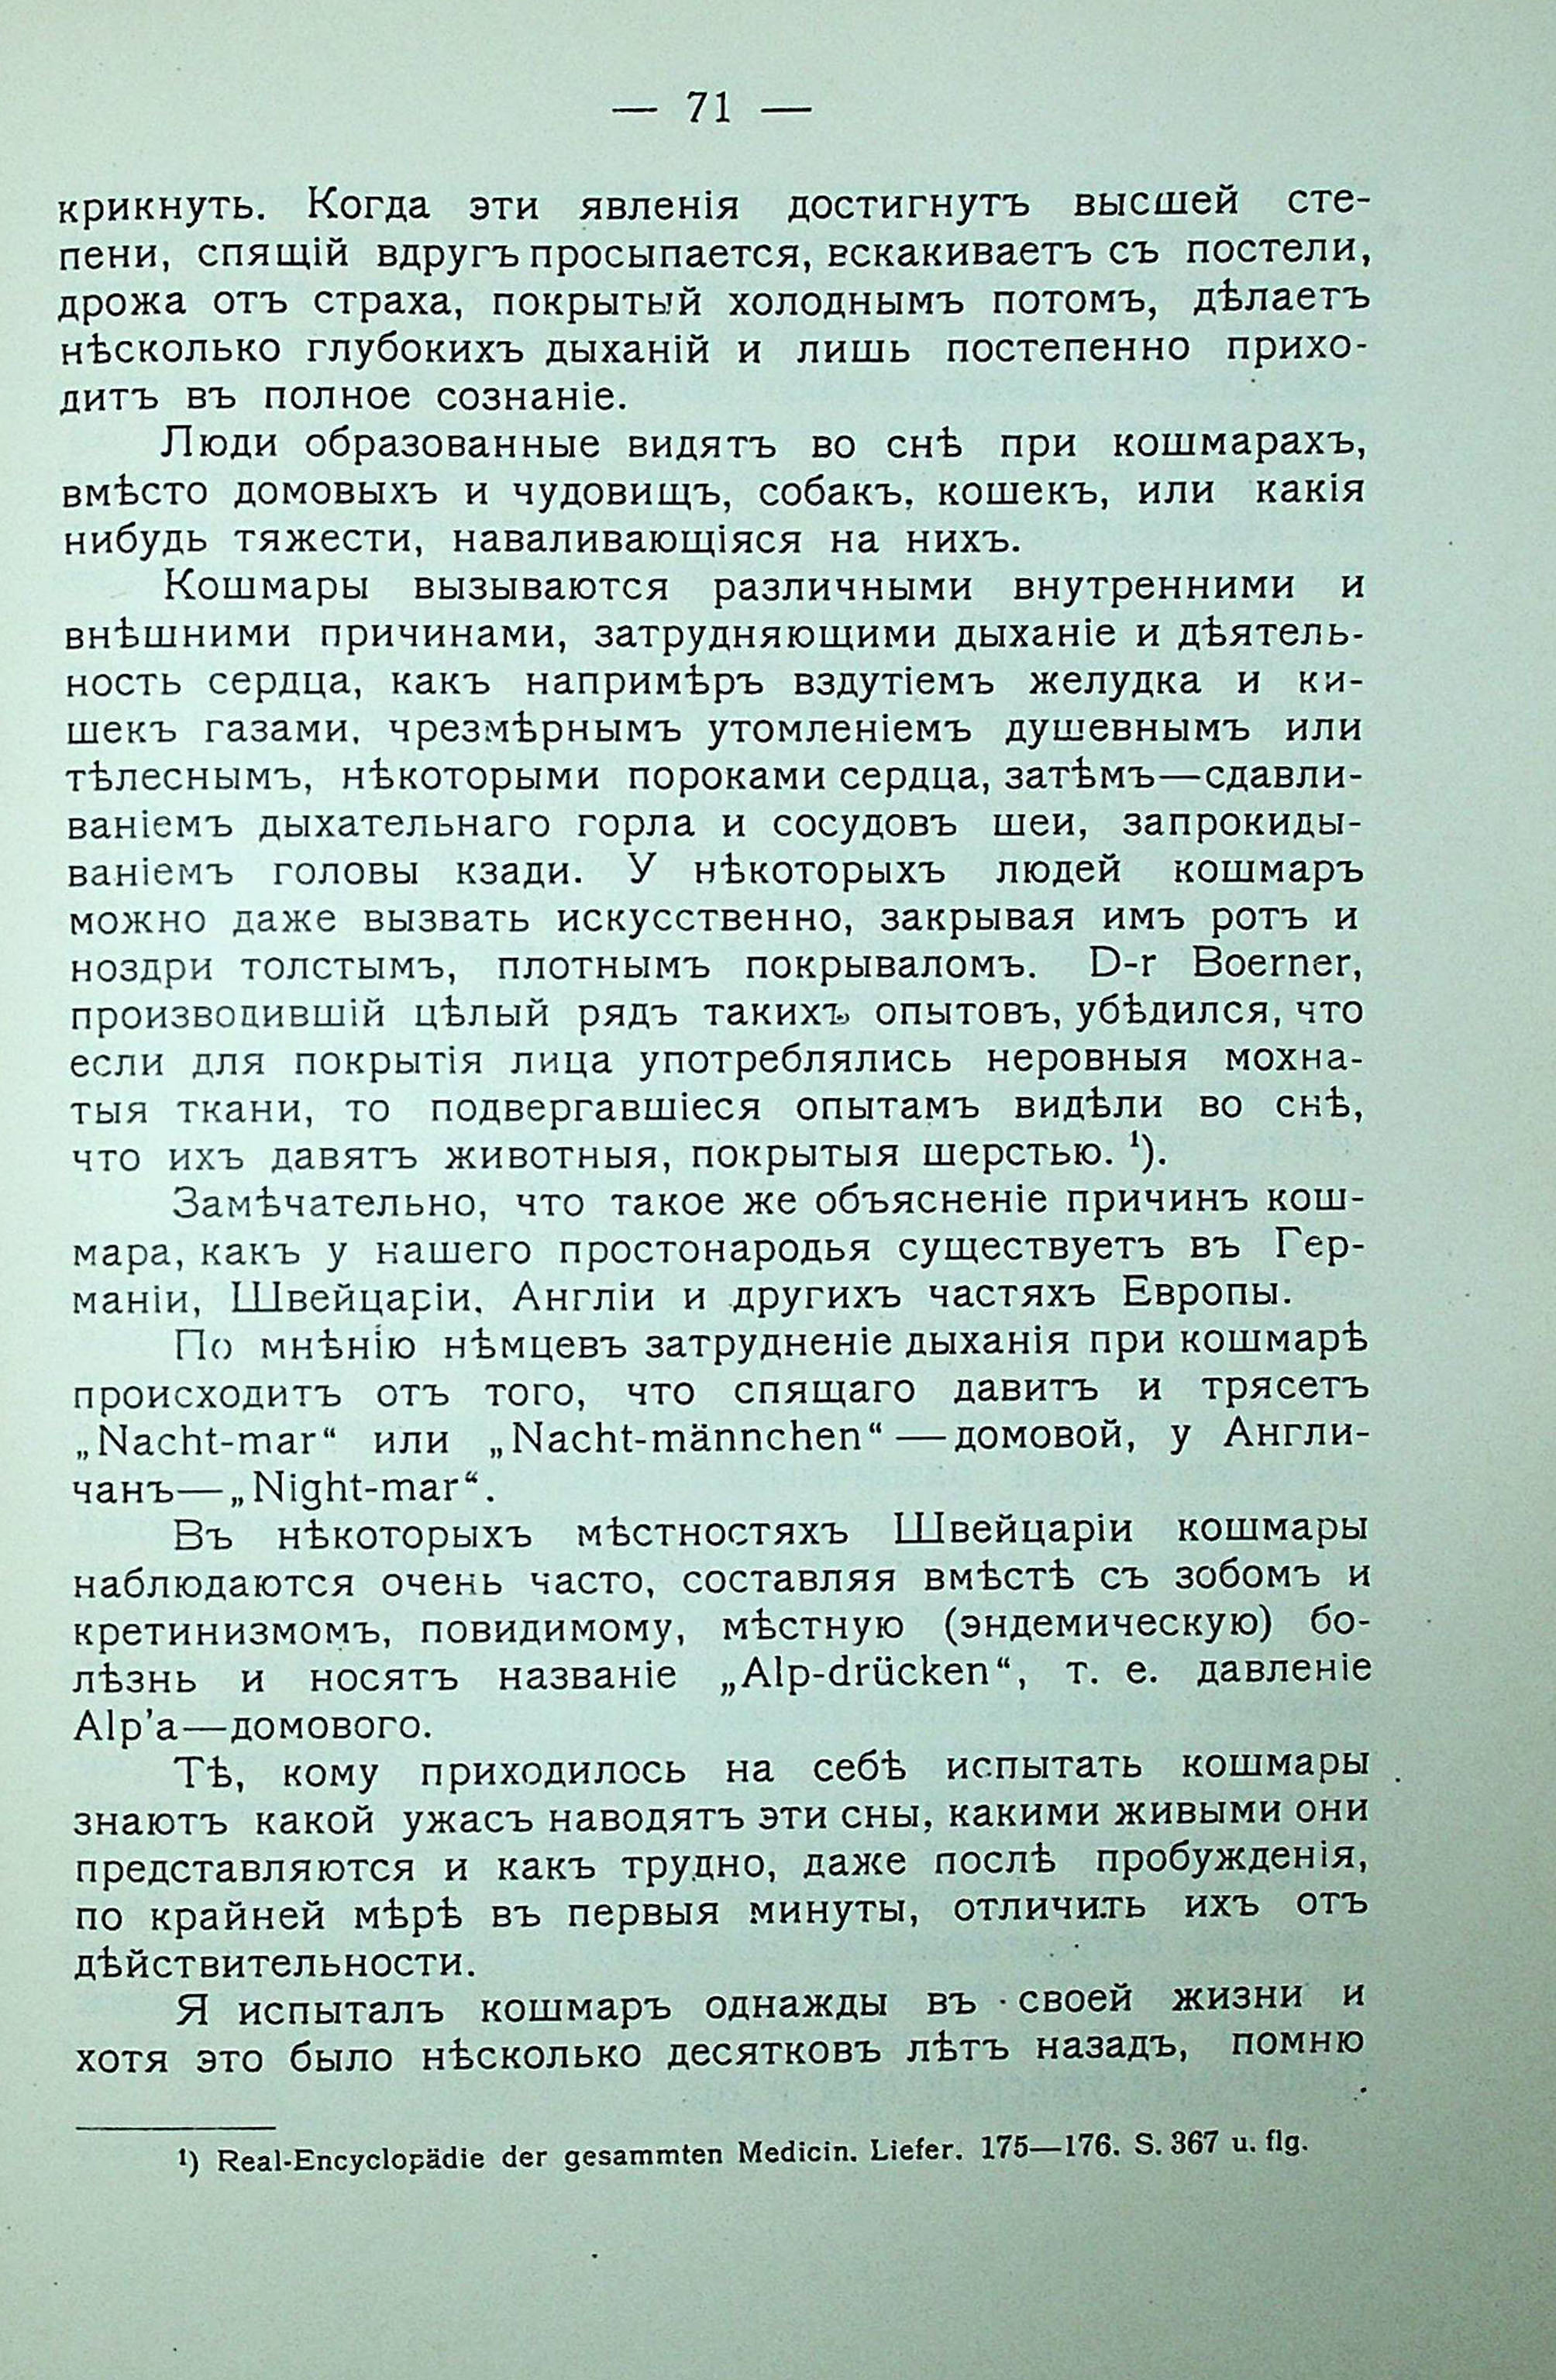 — 71 —
крикнуть. Когда эти явленія достигнутъ высшей сте-
пени, спящій вдругъ просыпается, вскакиваетъ съ постели,
дрожа отъ страха, покрытый холоднымъ потомъ, дѣлаетъ
нѣсколько глубокихъ дыханій и лишь постепенно прихо-
дитъ въ полное сознаніе.
Люди образованные видятъ во снѣ при кошмарахъ,
вмѣсто домовыхъ и чудовищъ, собакъ, кошекъ, или какія
нибудь тяжести, наваливающіяся на нихъ.
Кошмары вызываются различными внутренними и
внѣшними причинами, затрудняющими дыханіе и дѣятель-
ность сердца, какъ напримѣръ вздутіемъ желудка и ки-
шекъ газами, чрезмѣрнымъ утомленіемъ душевнымъ или
тѣлеснымъ, нѣкоторыми пороками сердца, затѣмъ—сдавли-
ваніемъ дыхательнаго горла и сосудовъ шеи, запрокиды-
ваніемъ головы кзади. У нѣкоторыхъ людей кошмаръ
можно даже вызвать искусственно, закрывая имъ ротъ и
ноздри толстымъ, плотнымъ покрываломъ. D-r Boerner,
производившій цѣлый рядъ такихъ опытовъ, убѣдился, что
если для покрытія лица употреблялись неровныя мохна-
тыя ткани, то подвергавшіеся опытамъ видѣли во снѣ,
что ихъ давятъ животныя, покрытыя шерстью. ¹).
Замѣчательно, что такое же объясненіе причинъ кош-
мара, какъ у нашего простонародья существуетъ въ Гер-
маніи, Швейцаріи, Англіи и другихъ частяхъ Европы.
По мнѣнію нѣмцевъ затрудненіе дыханія при кошмарѣ
происходитъ отъ того, что спящаго давитъ и трясетъ
„Nacht-mar“ или „Nacht-männchen“ — домовой, у Англи-
чанъ—„Night-mar“.
Въ нѣкоторыхъ мѣстностяхъ Швейцаріи кошмары
наблюдаются очень часто, составляя вмѣстѣ съ зобомъ и
кретинизмомъ, повидимому, мѣстную (эндемическую) бо-
лѣзнь и носятъ названіе „Alp-drücken“, т. е. давленіе
Alp’a—домового.
Тѣ, кому приходилось на себѣ испытать кошмары
знаютъ какой ужасъ наводятъ эти сны, какими живыми они
представляются и какъ трудно, даже послѣ пробужденія,
по крайней мѣрѣ въ первыя минуты, отличить ихъ отъ
дѣйствительности.
Я испыталъ кошмаръ однажды въ своей жизни и
хотя это было нѣсколько десятковъ лѣтъ назадъ, помню
¹) Real-Encyclopädie der gesammten Medicin. Liefer. 175—176. S. 367 u. flg.